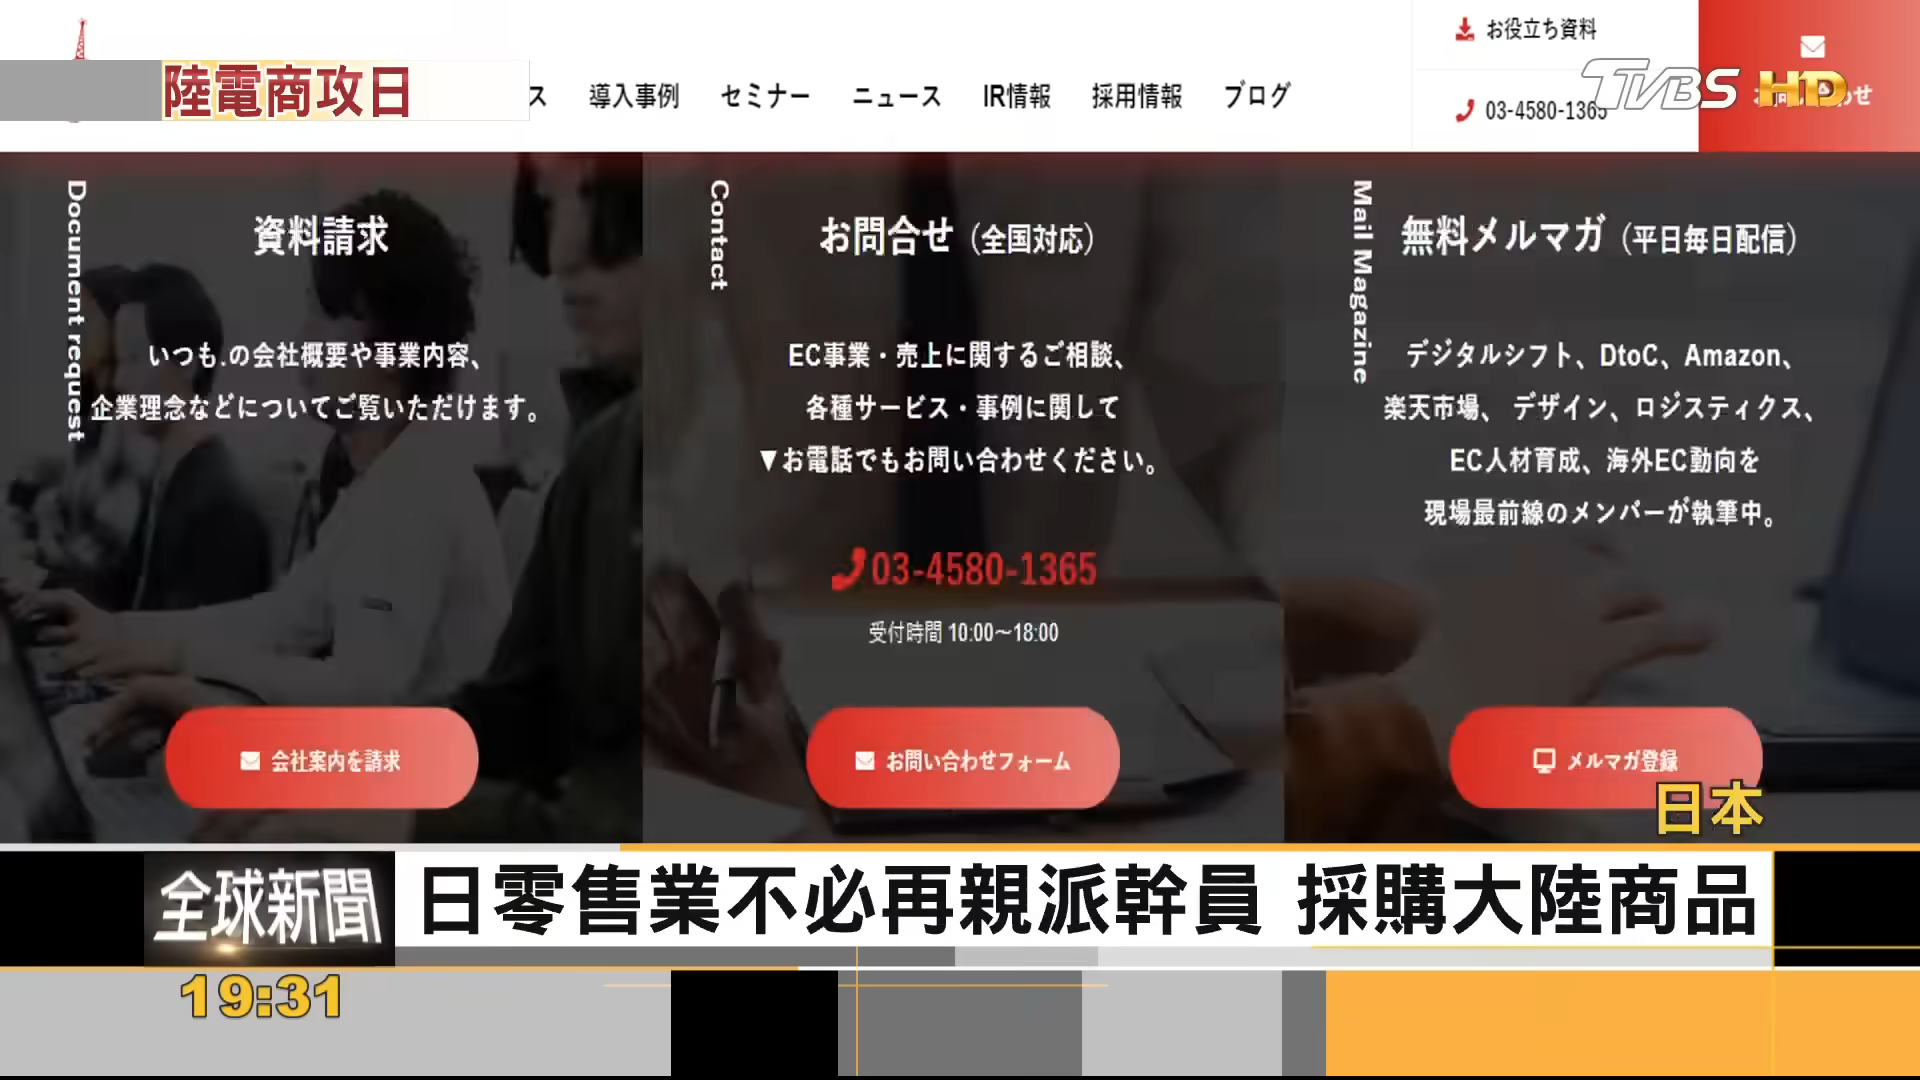 お役立ち資料
陸電商攻日
ス 導入事例 セミナー ニュース IR情報 採用情報 ブログ
03-4580-1365
TVBS HD
せ
Document request
資料請求
いつも.の会社概要や事業内容、
企業理念などについてご覧いただけます。
会社案内を請求
Contact
お問合せ（全国対応）
EC事業・売上に関するご相談、
各種サービス・事例に関して
▼お電話でもお問い合わせください。
03-4580-1365
受付時間 10:00～18:00
お問い合わせフォーム
Mail Magazine
無料メルマガ（平日毎日配信）
デジタルシフト、DtoC、Amazon、
楽天市場、 デザイン、ロジスティクス、
EC人材育成、海外EC動向を
現場最前線のメンバーが執筆中。
メルマガ登録
日本
全球新聞
日零售業不必再親派幹員 採購大陸商品
19:31